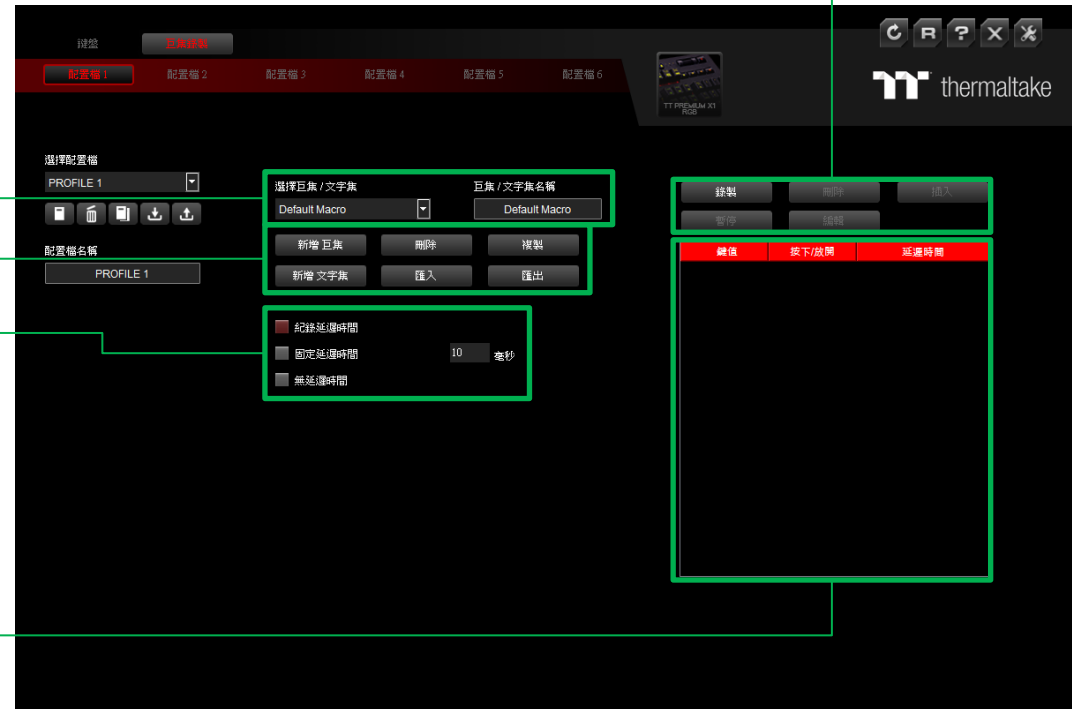 鍵盤 巨集錄製
配置檔 1 配置檔 2 配置檔 3 配置檔 4 配置檔 5 配置檔 6
TT PREMIUM X1
RGB
R ? X
thermaltake
選擇配置檔
PROFILE 1
配置檔名稱
PROFILE 1
選擇巨集 / 文字集 巨集 / 文字集名稱
Default Macro Default Macro
新增 巨集 刪除 複製
新增 文字集 匯入 匯出
紀錄延遲時間
固定延遲時間 10 毫秒
無延遲時間
錄製 刪除 插入
暫停 編輯
鍵值 按下/放開 延遲時間